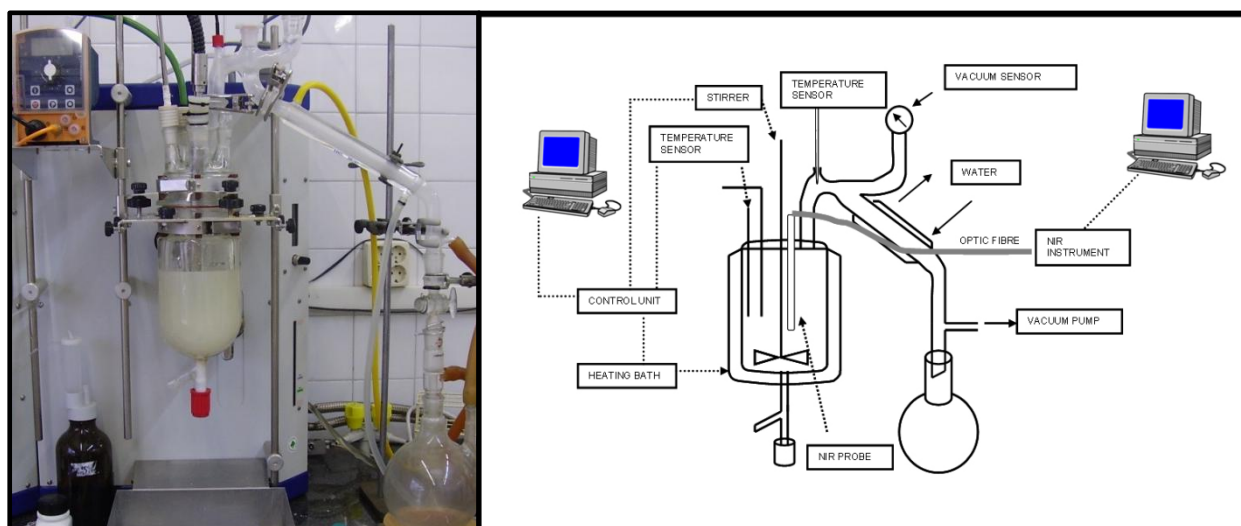 VACUUM SENSOR
TEMPERATURE
SENSOR
STIRRER
TEMPERATURE
SENSOR
WATER
OPTIC FIBRE
NIR
INSTRUMENT
CONTROL UNIT
VACUUM PUMP
HEATING BATH
NIR PROBE